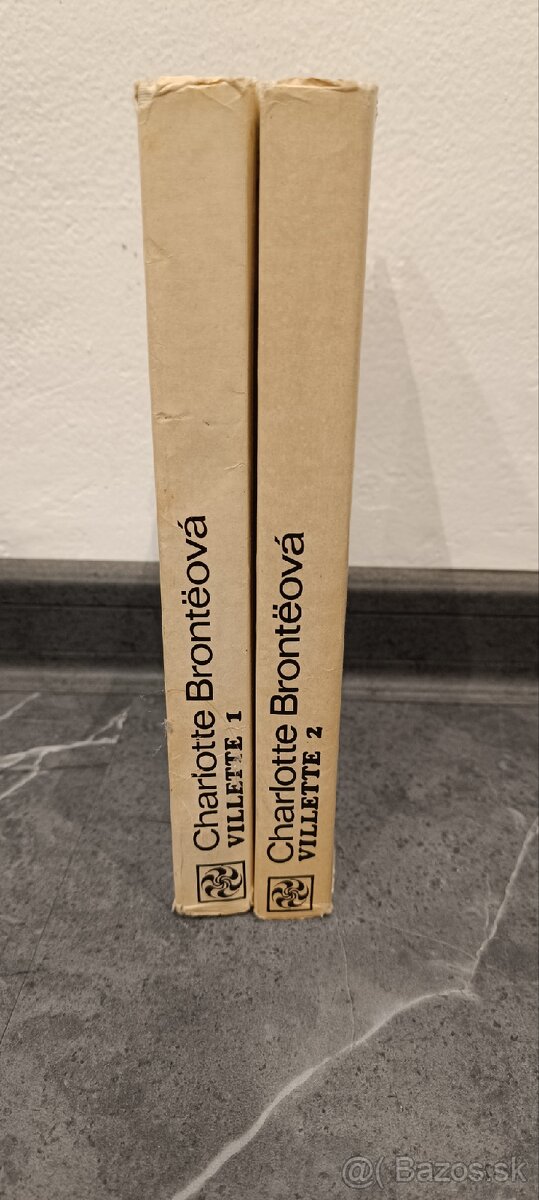 Charlotte Brontëová
VILLETTE 1
Charlotte Brontëová
VILLETTE 2
@( Bazos.sk